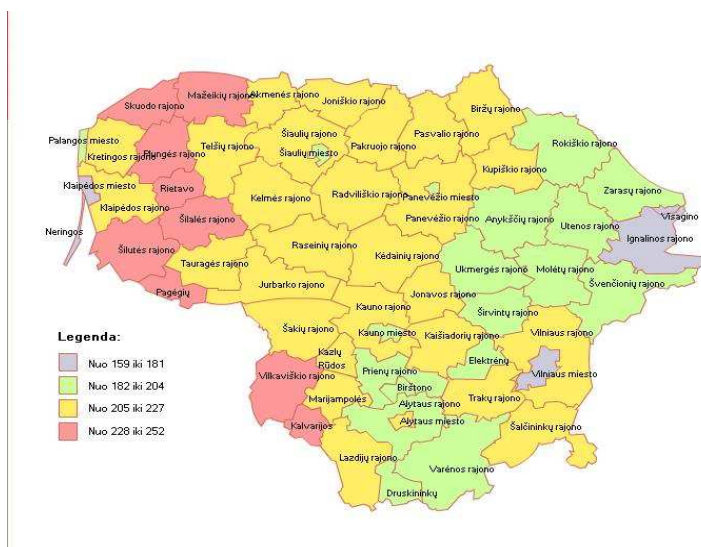 Mažeikių rajono
Akmenės rajono
Skuodo rajono
Joniškio rajono
Biržų rajono
Šiaulių rajono
Pasvalio rajono
Palangos miesto
Telšių rajono
Pakruojo rajono
Rokiškio rajono
Kretingos rajono
Plungės rajono
Šiaulių miesto
Kupiškio rajono
Klaipėdos miesto
Rietavo
Kelmės rajono
Radviliškio rajono
Panevėžio miesto
Zarasų rajono
Klaipėdos rajono
Šilalės rajono
Panevėžio rajono
Anykščių rajono
Utenos rajono
Visagino
Neringos
Ignalinos rajono
Šilutės rajono
Raseinių rajono
Kėdainių rajono
Tauragės rajono
Ukmergės rajono
Molėtų rajono
Švenčionių rajono
Pagėgių
Jurbarko rajono
Jonavos rajono
Kauno rajono
Širvintų rajono
Šakių rajono
Kauno miesto
Kaišiadorių rajono
Vilniaus rajono
Legenda:
Kazlų
Rūdos
Elektrėnų
Nuo 159 iki 181
Vilkaviškio rajono
Prienų rajono
Vilniaus miesto
Nuo 182 iki 204
Birštono
Nuo 205 iki 227
Marijampolės
Alytaus rajono
Trakų rajono
Nuo 228 iki 252
Kalvarijos
Alytaus miesto
Šalčininkų rajono
Lazdijų rajono
Varėnos rajono
Druskininkų